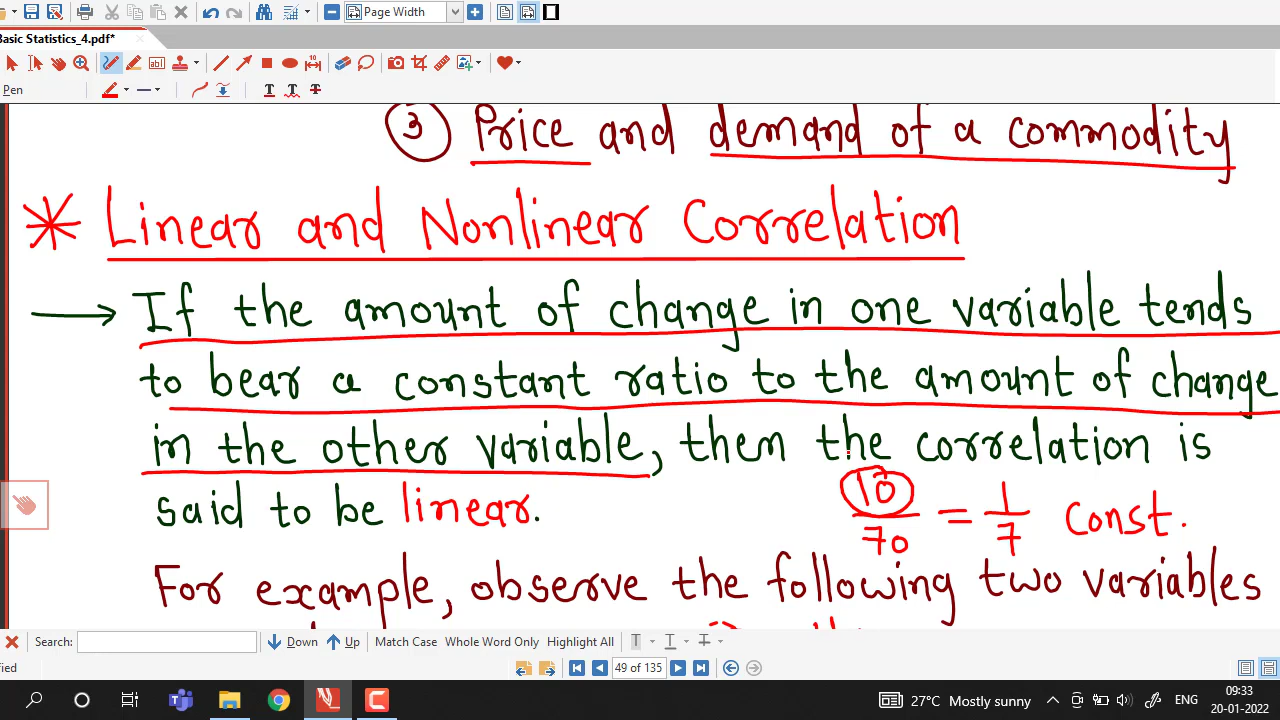 Page Width
Basic Statistics_4.pdf*
Pen
③ Price and demand of a commodity
* Linear and Nonlinear Correlation
→ If the amount of change in one variable tends
to bear a constant ratio to the amount of change
in the other variable, then the correlation is
said to be linear.
10/70 = 1/7 Const.
For example, observe the following two variables
Search: Down Up Match Case Whole Word Only Highlight All T T T
fied 49 of 135
27°C Mostly sunny ENG 09:33
20-01-2022